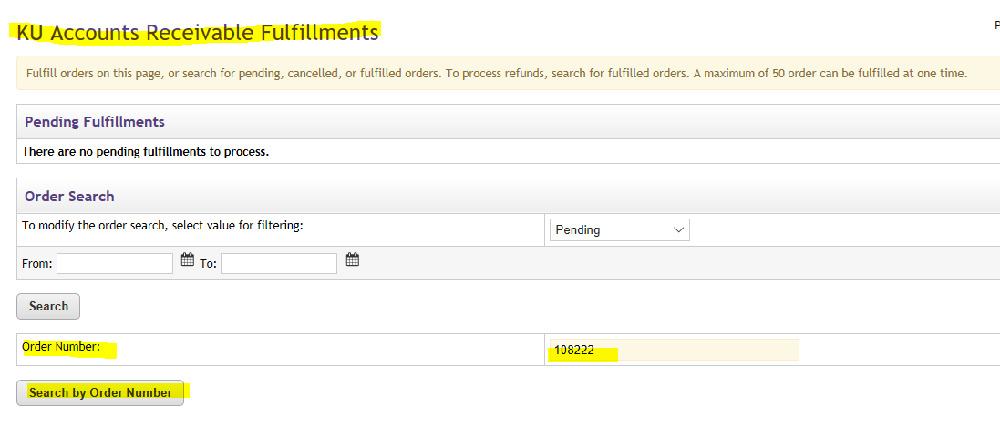 KU Accounts Receivable Fulfillments
P
Fulfill orders on this page, or search for pending, cancelled, or fulfilled orders. To process refunds, search for fulfilled orders. A maximum of 50 order can be fulfilled at one time.
Pending Fulfillments
There are no pending fulfillments to process.
Order Search
To modify the order search, select value for filtering:
Pending
From:
To:
Search
Order Number:
108222
Search by Order Number